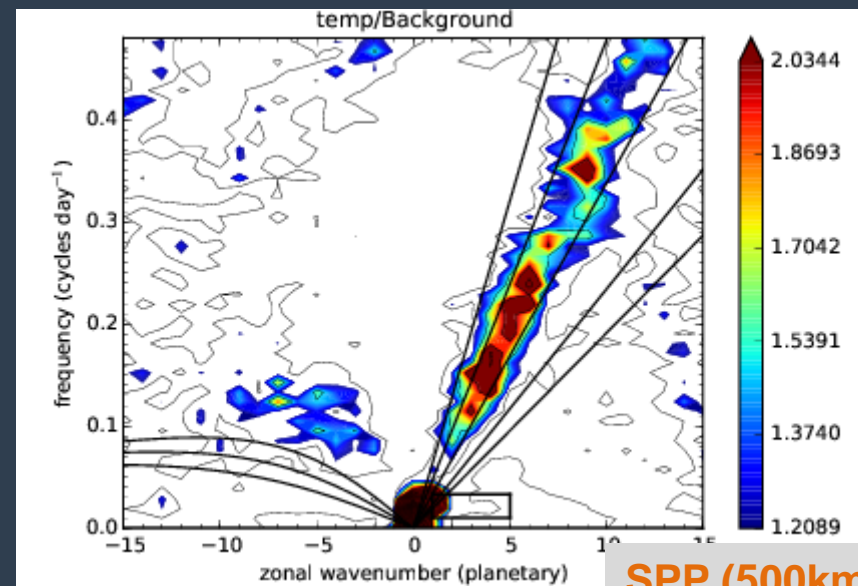 temp/Background
2.0344
1.8693
1.7042
1.5391
1.3740
1.2089
frequency (cycles day⁻¹)
0.4
0.3
0.2
0.1
0.0
−15 −10 −5 0 5 10 15
zonal wavenumber (planetary)
SPP (500km